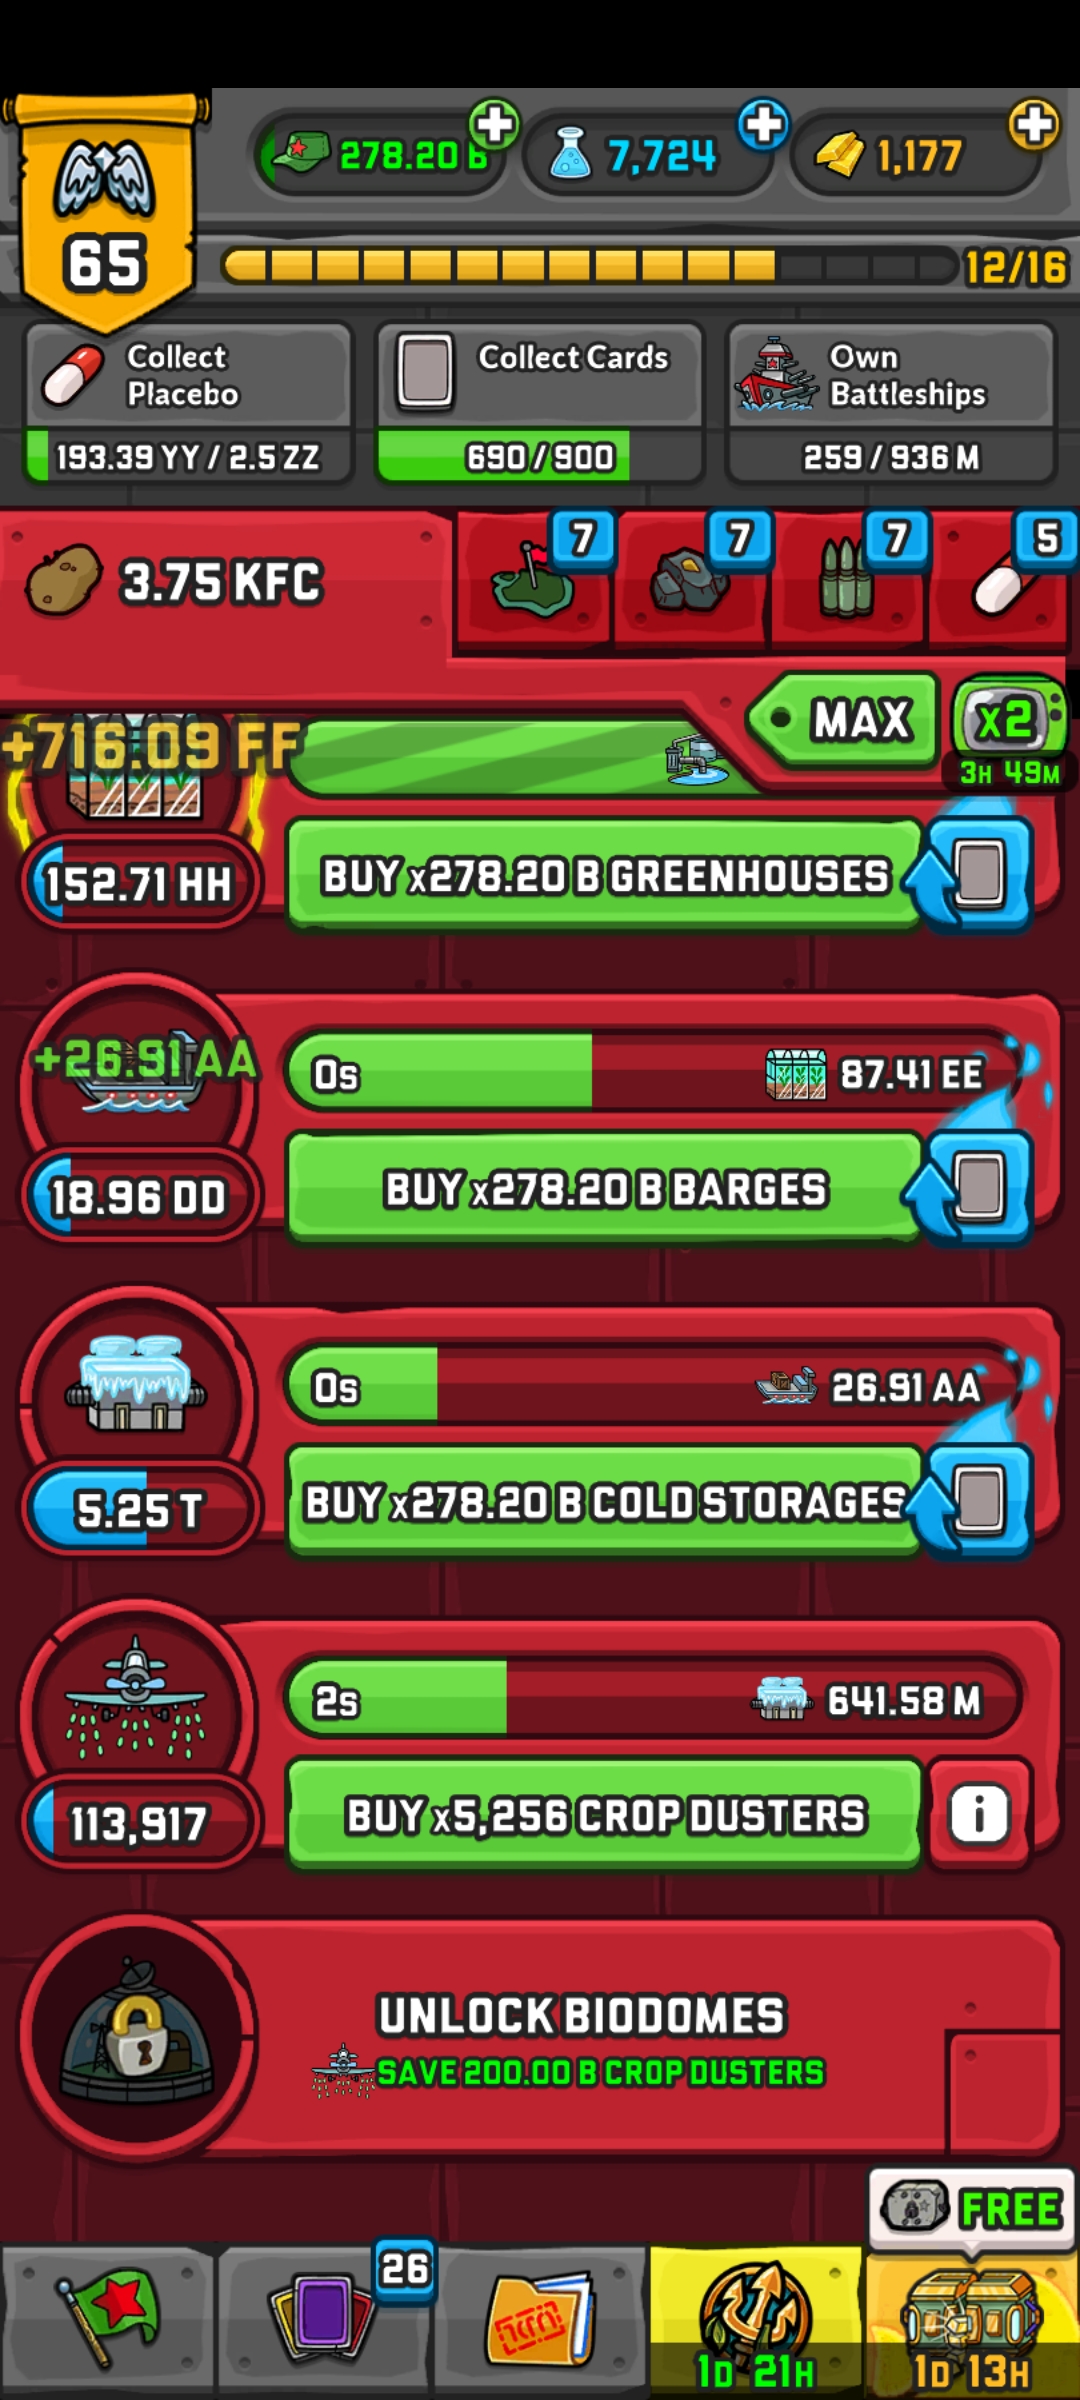 278.20 B
7,724
1,177
65
12/16
Collect
Placebo
193.39 YY / 2.5 ZZ
Collect Cards
690 / 900
Own
Battleships
259 / 936 M
3.75 KFC
7
7
7
5
MAX
x2
3H 49M
+716.09 FF
152.71 HH
BUY x278.20 B GREENHOUSES
+26.91 AA
0s
87.41 EE
18.96 DD
BUY x278.20 B BARGES
0s
26.91 AA
5.25 T
BUY x278.20 B COLD STORAGES
2s
641.58 M
113,917
BUY x5,256 CROP DUSTERS
i
UNLOCK BIODOMES
SAVE 200.00 B CROP DUSTERS
FREE
26
1D 21H
1D 13H